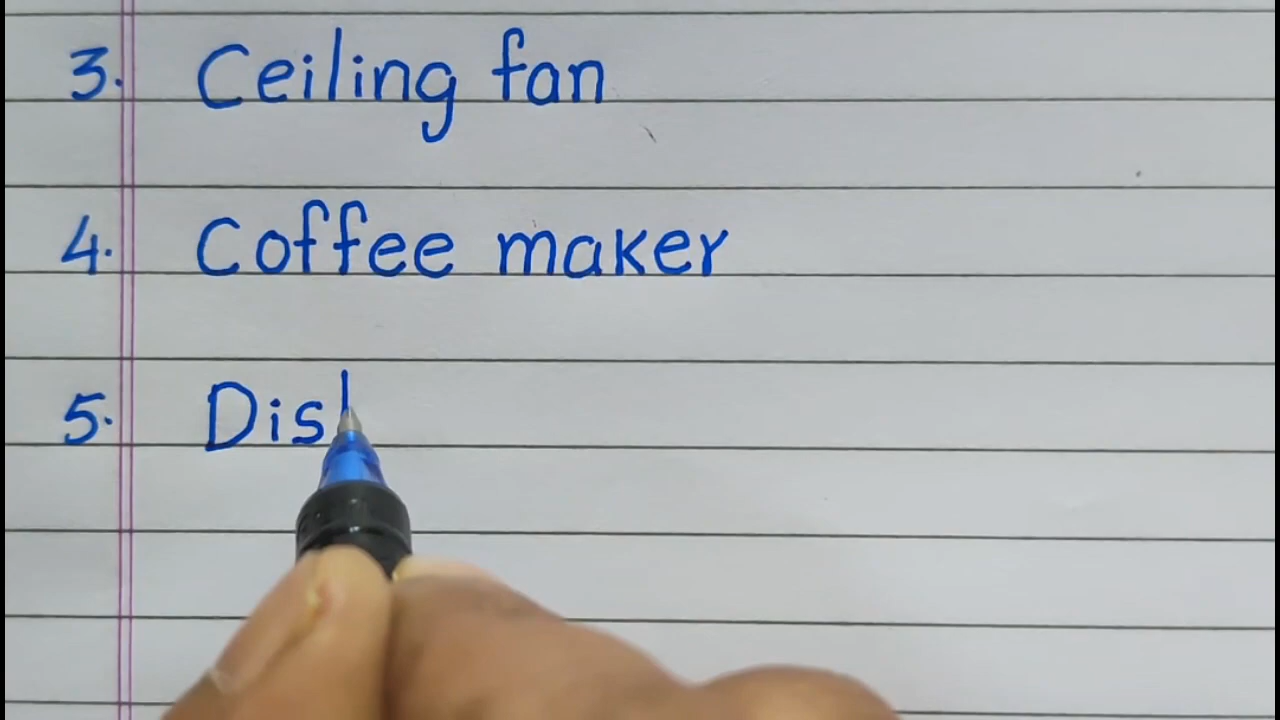 3. Ceiling fan
4. Coffee maker
5. Dis